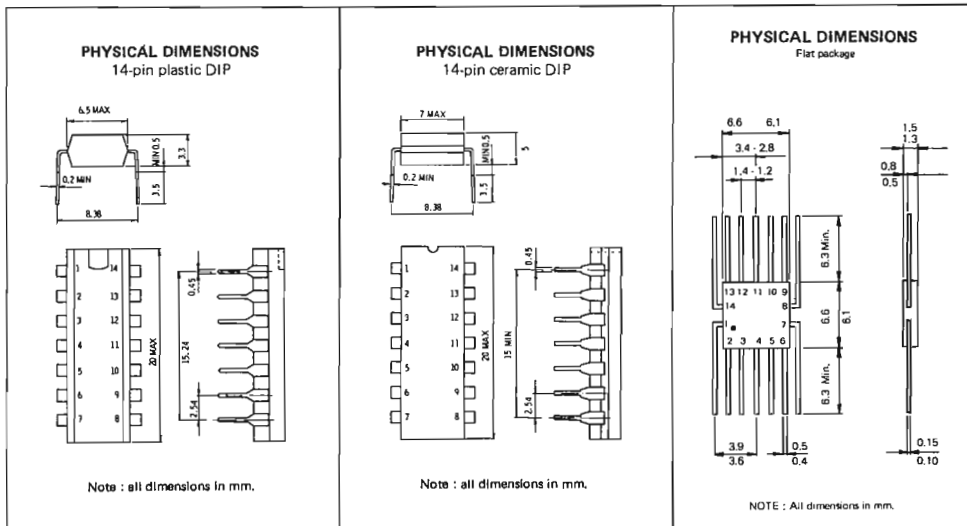 PHYSICAL DIMENSIONS
14-pin plastic DIP
6.5 MAX
MIN 0.5
3.3
0.2 MIN
3.5
8.38
1 14
2 13
3 12
4 11
5 10
6 9
7 8
20 MAX
0.45
15.24
2.54
Note : all dimensions in mm.
PHYSICAL DIMENSIONS
14-pin ceramic DIP
7 MAX
MIN 0.5
5
0.2 MIN
3.5
8.38
1 14
2 13
3 12
4 11
5 10
6 9
7 8
20 MAX
0.45
15 MIN
2.54
Note : all dimensions in mm.
PHYSICAL DIMENSIONS
Flat package
6.6 6.1
3.4 - 2.8
1.4 - 1.2
1.5
1.3
0.8
0.5
6.3 Min.
13 12 11 10 9
14 8
1 7
2 3 4 5 6
6.6
6.1
6.3 Min.
3.9
3.6
0.5
0.4
0.15
0.10
NOTE : All dimensions in mm.